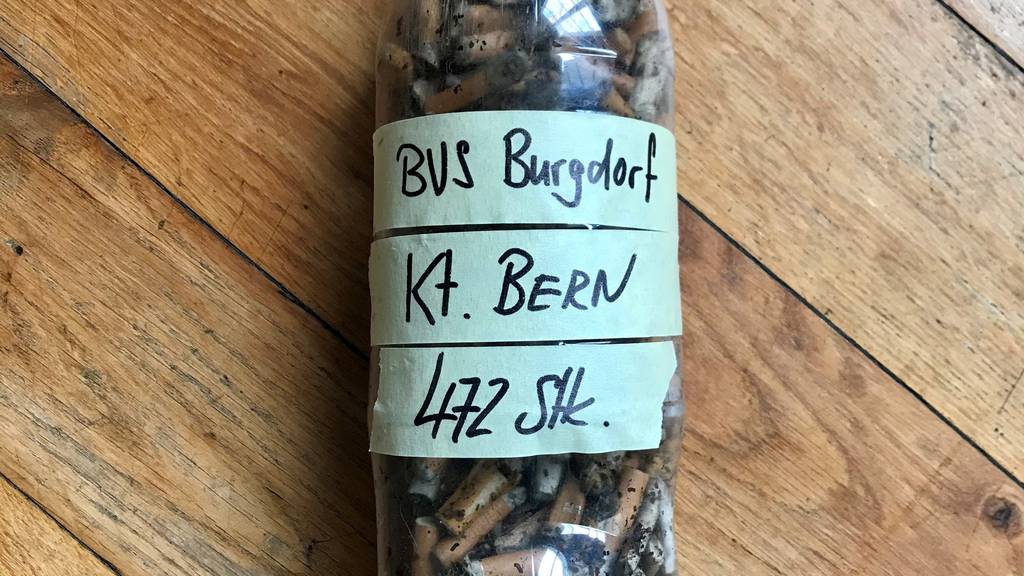 BVS Burgdorf
Kt. BERN
472 Stk.